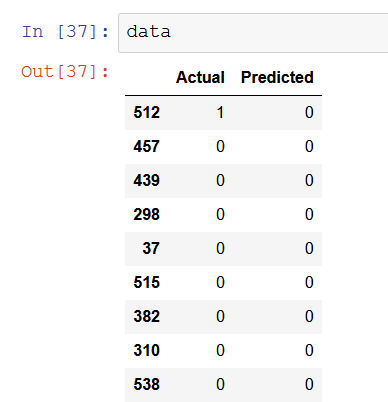 In [37]: data
Out[37]:
Actual Predicted
512 1 0
457 0 0
439 0 0
298 0 0
37 0 0
515 0 0
382 0 0
310 0 0
538 0 0